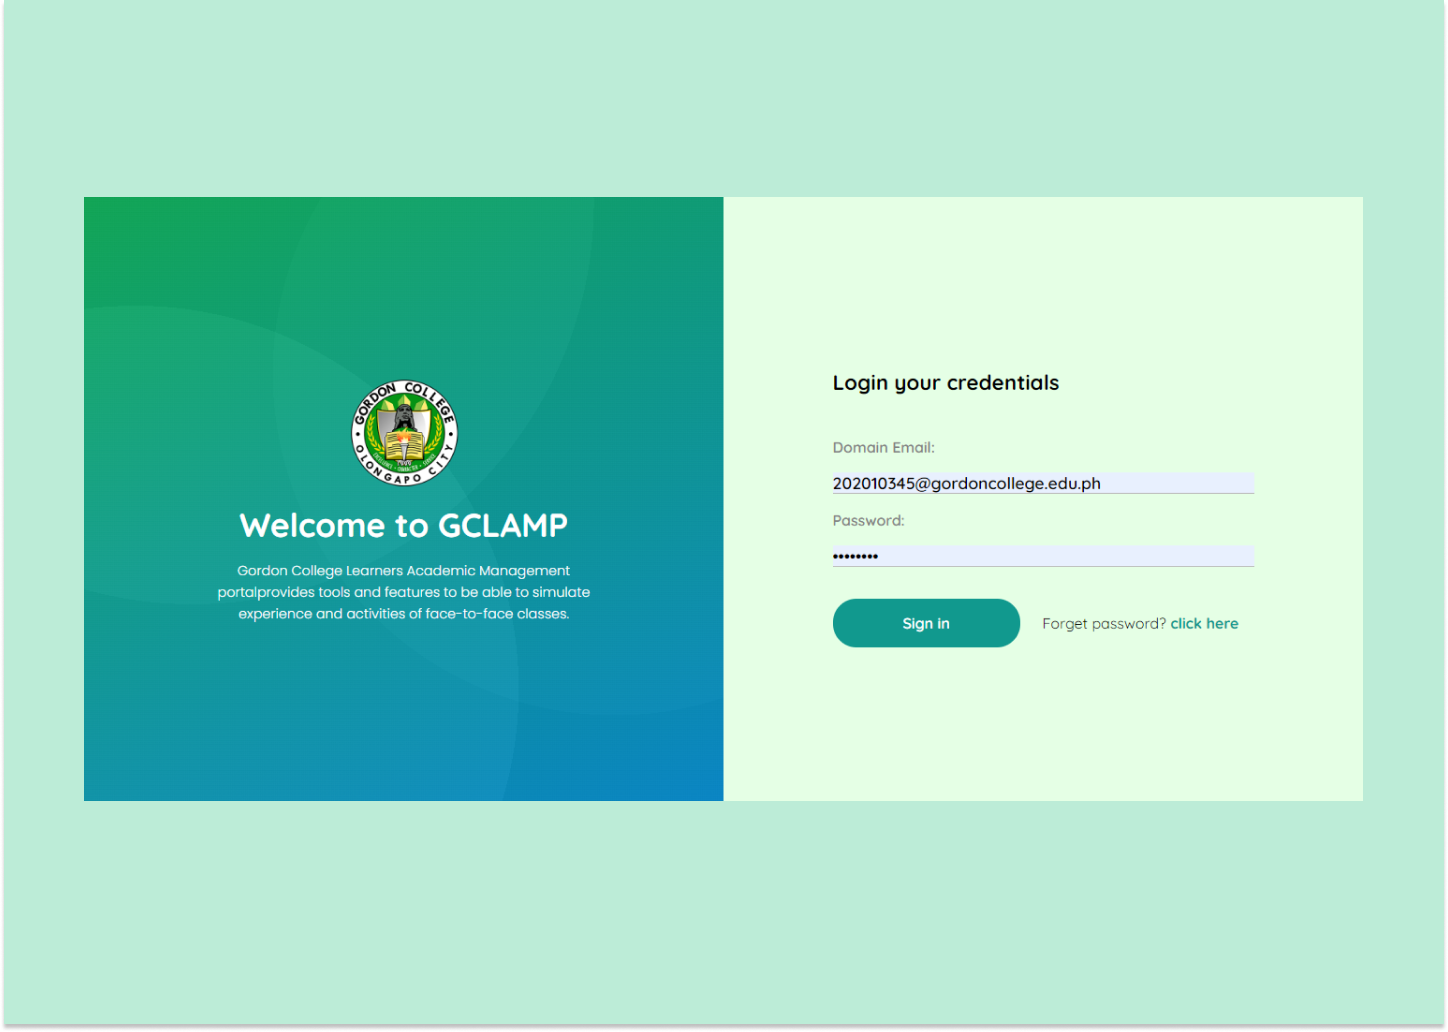 GORDON COLLEGE
OLONGAPO CITY
Welcome to GCLAMP
Gordon College Learners Academic Management
portalprovides tools and features to be able to simulate
experience and activities of face-to-face classes.
Login your credentials
Domain Email:
202010345@gordoncollege.edu.ph
Password:
••••••••
Sign in
Forget password? click here